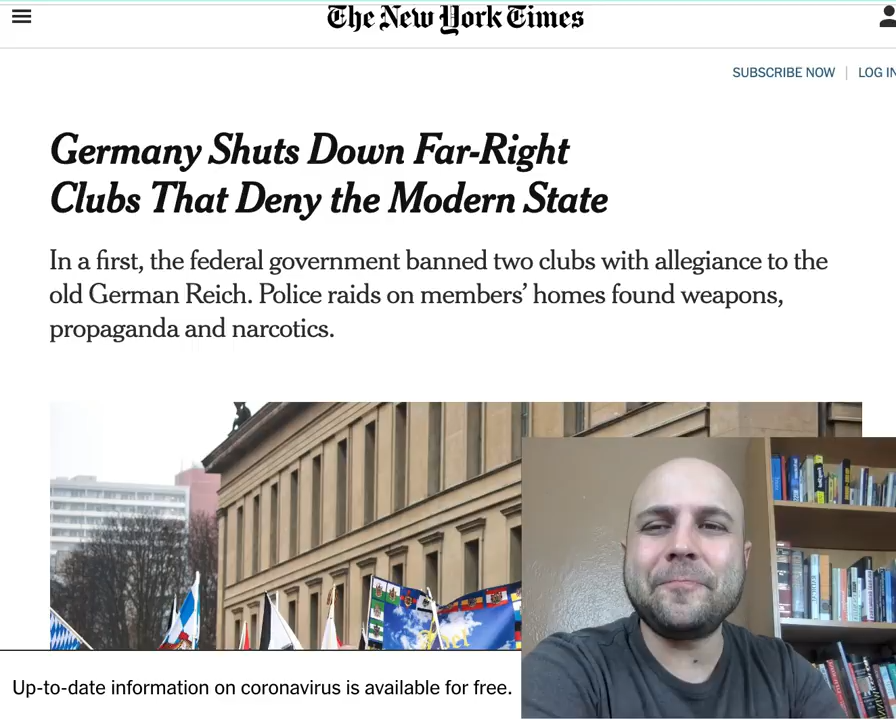 The New York Times
SUBSCRIBE NOW | LOG IN
Germany Shuts Down Far-Right
Clubs That Deny the Modern State
In a first, the federal government banned two clubs with allegiance to the
old German Reich. Police raids on members’ homes found weapons,
propaganda and narcotics.
Up-to-date information on coronavirus is available for free.